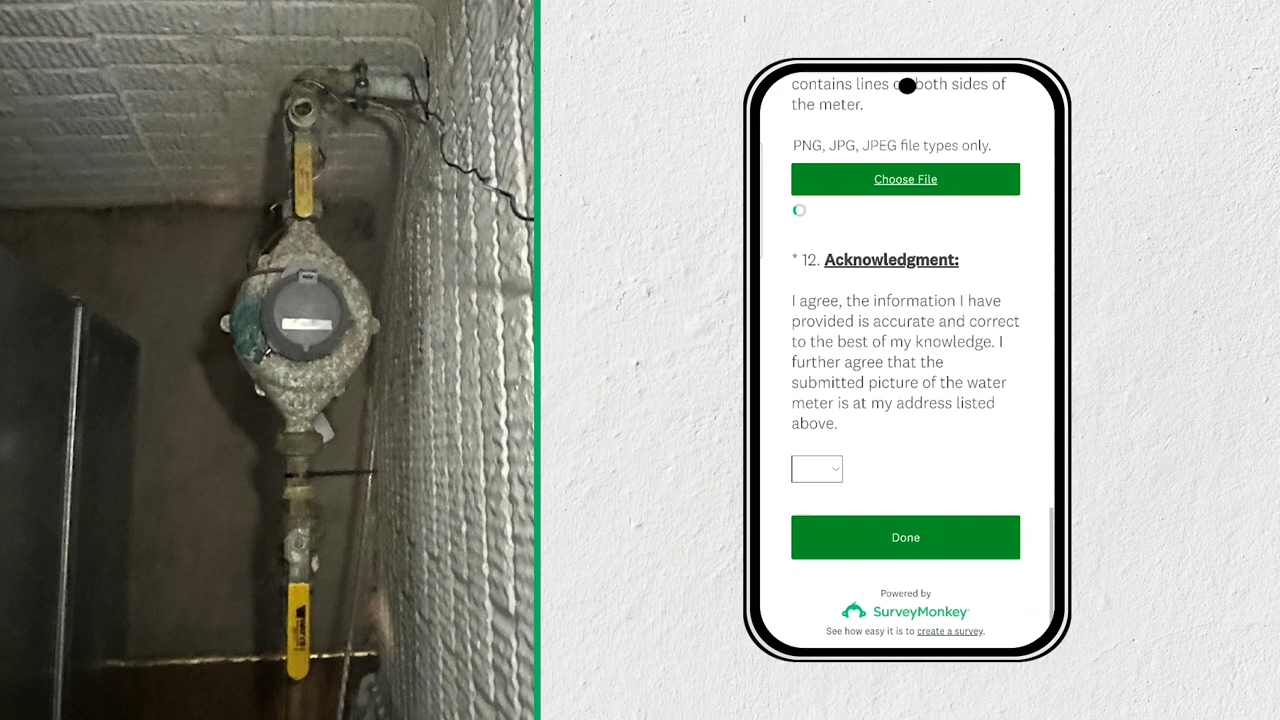 contains lines both sides of
the meter.
PNG, JPG, JPEG file types only.
Choose File
* 12. Acknowledgment:
I agree, the information I have
provided is accurate and correct
to the best of my knowledge. I
further agree that the
submitted picture of the water
meter is at my address listed
above.
Done
Powered by
SurveyMonkey
See how easy it is to create a survey.